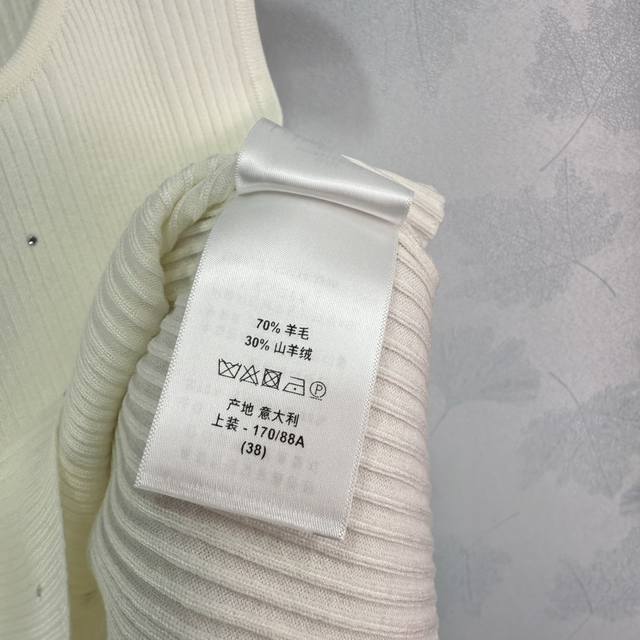 70% 羊毛
30% 山羊绒
P
产地 意大利
上装 - 170/88A
(38)